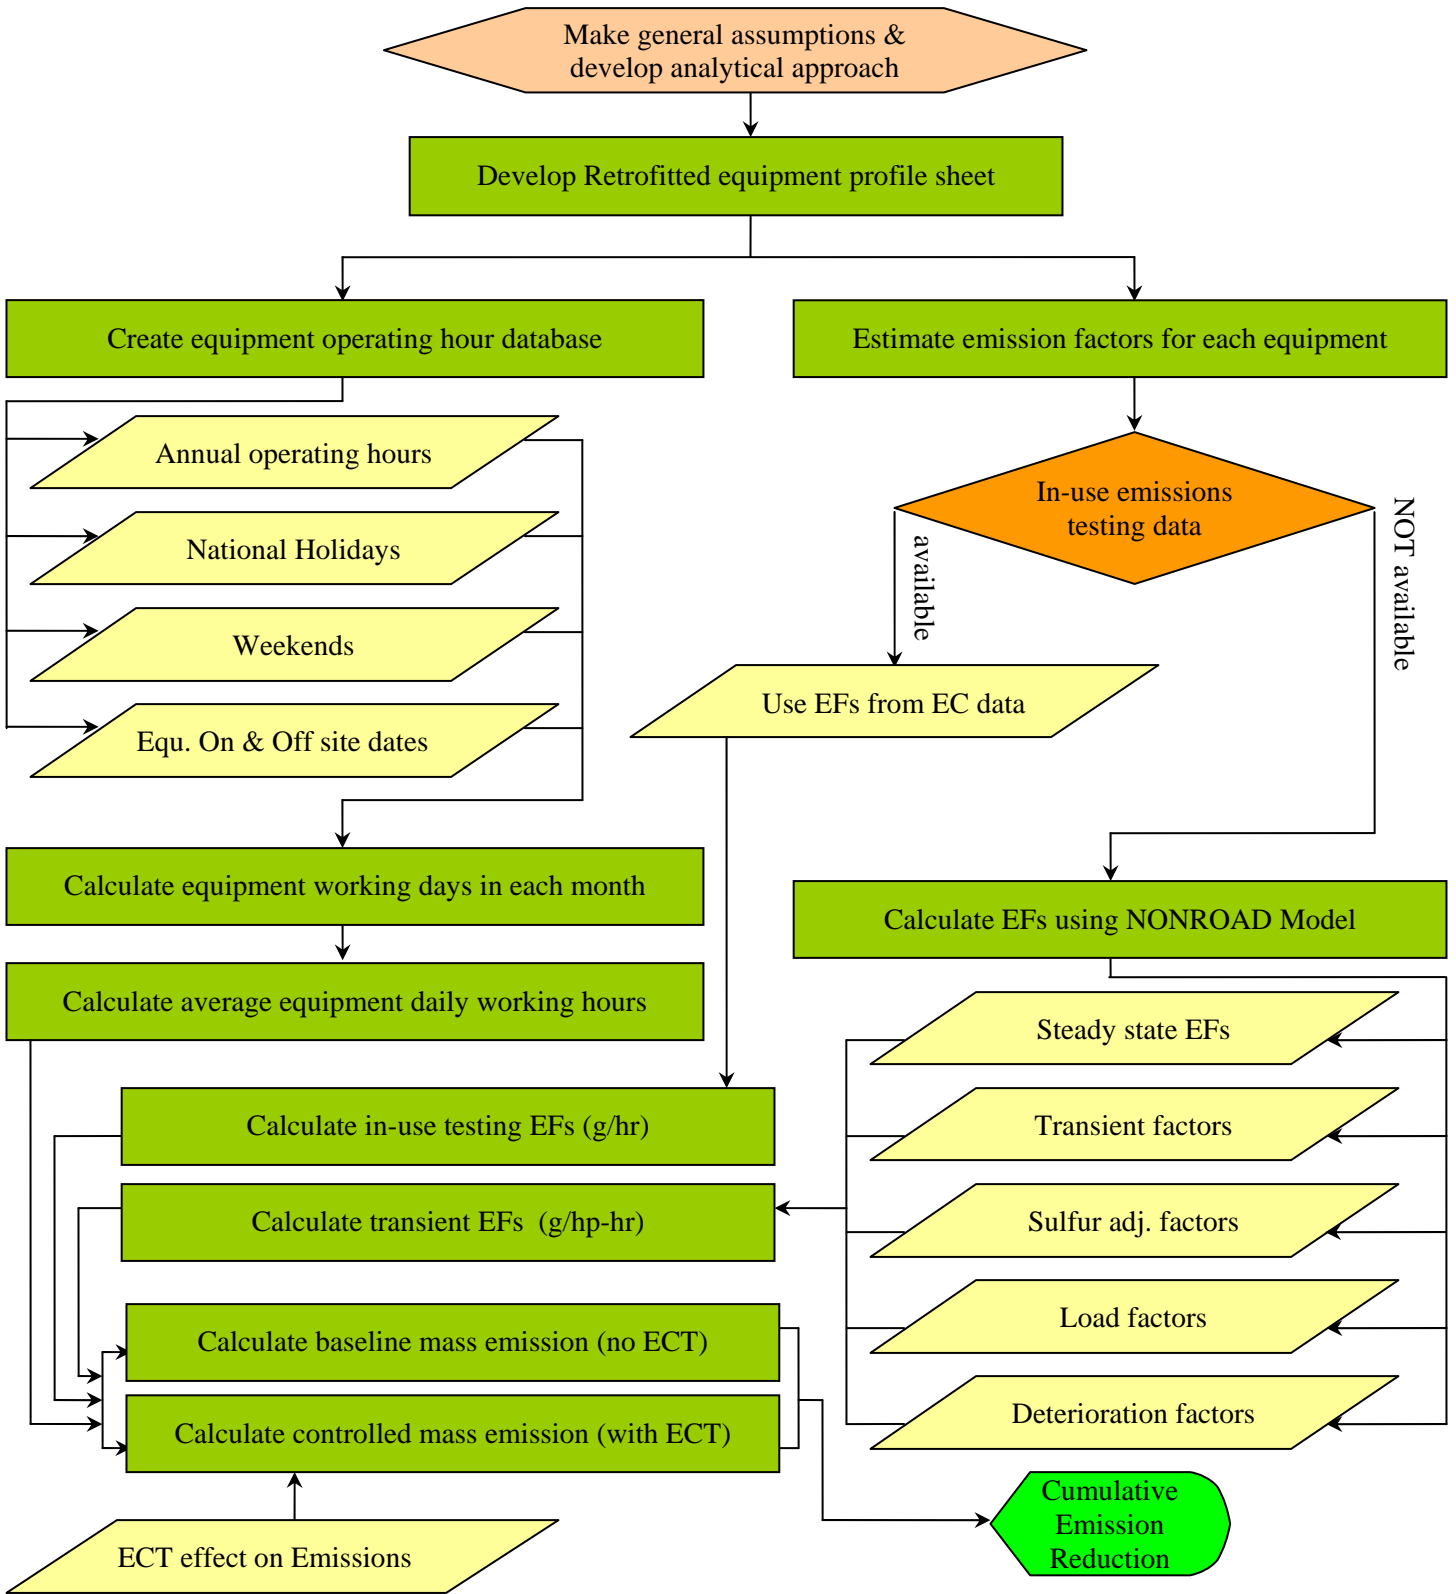 Make general assumptions &
develop analytical approach
Develop Retrofitted equipment profile sheet
Create equipment operating hour database
Estimate emission factors for each equipment
Annual operating hours
National Holidays
Weekends
Equ. On & Off site dates
In-use emissions
testing data
available
NOT available
Use EFs from EC data
Calculate equipment working days in each month
Calculate EFs using NONROAD Model
Calculate average equipment daily working hours
Steady state EFs
Transient factors
Sulfur adj. factors
Load factors
Deterioration factors
Calculate in-use testing EFs (g/hr)
Calculate transient EFs  (g/hp-hr)
Calculate baseline mass emission (no ECT)
Calculate controlled mass emission (with ECT)
ECT effect on Emissions
Cumulative
Emission
Reduction